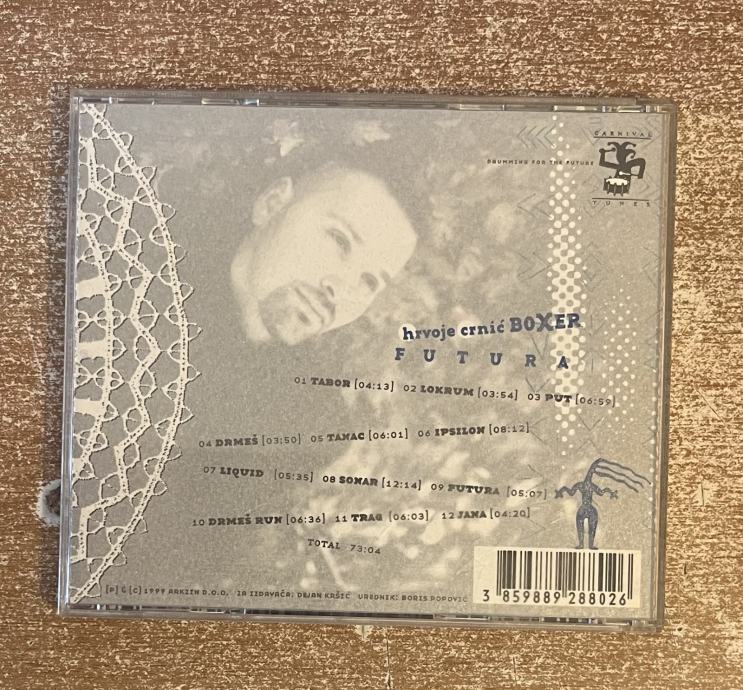 CARNIVAL
DRUMMING FOR THE FUTURE
TUNES
hrvoje crnić BOXER
FUTURA
01 TABOR [04:13] 02 LOKRUM [03:54] 03 PUT [06:59]
04 DRMEŠ [03:50] 05 TANAC [06:01] 06 IPSILON [08:12]
07 LIQUID [05:35] 08 SONAR [12:14] 09 FUTURA [05:07]
10 DRMEŠ RUN [06:36] 11 TRAG [06:03] 12 JANA [04:20]
TOTAL 73:04
[P] & [C] 1999 ARKZIN D.O.O. ZA IZDAVAČA: DEJAN KRŠIĆ UREDNIK: BORIS POPOVIĆ
3 859889 288026